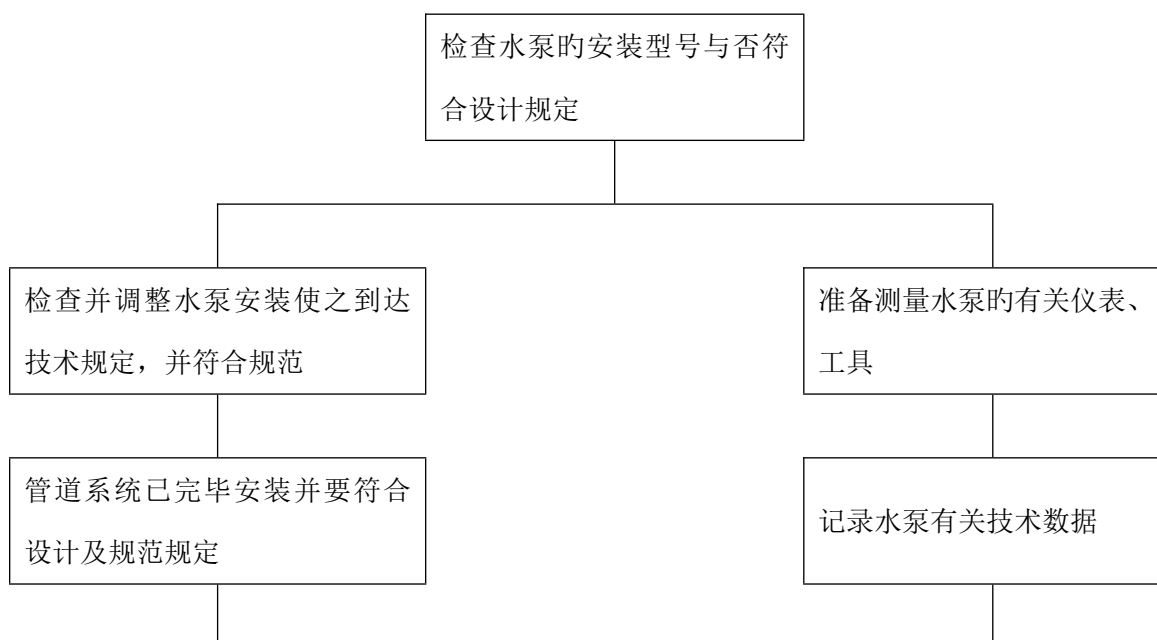 检查水泵旳安装型号与否符
合设计规定
检查并调整水泵安装使之到达
技术规定，并符合规范
准备测量水泵旳有关仪表、
工具
管道系统已完毕安装并要符合
设计及规范规定
记录水泵有关技术数据